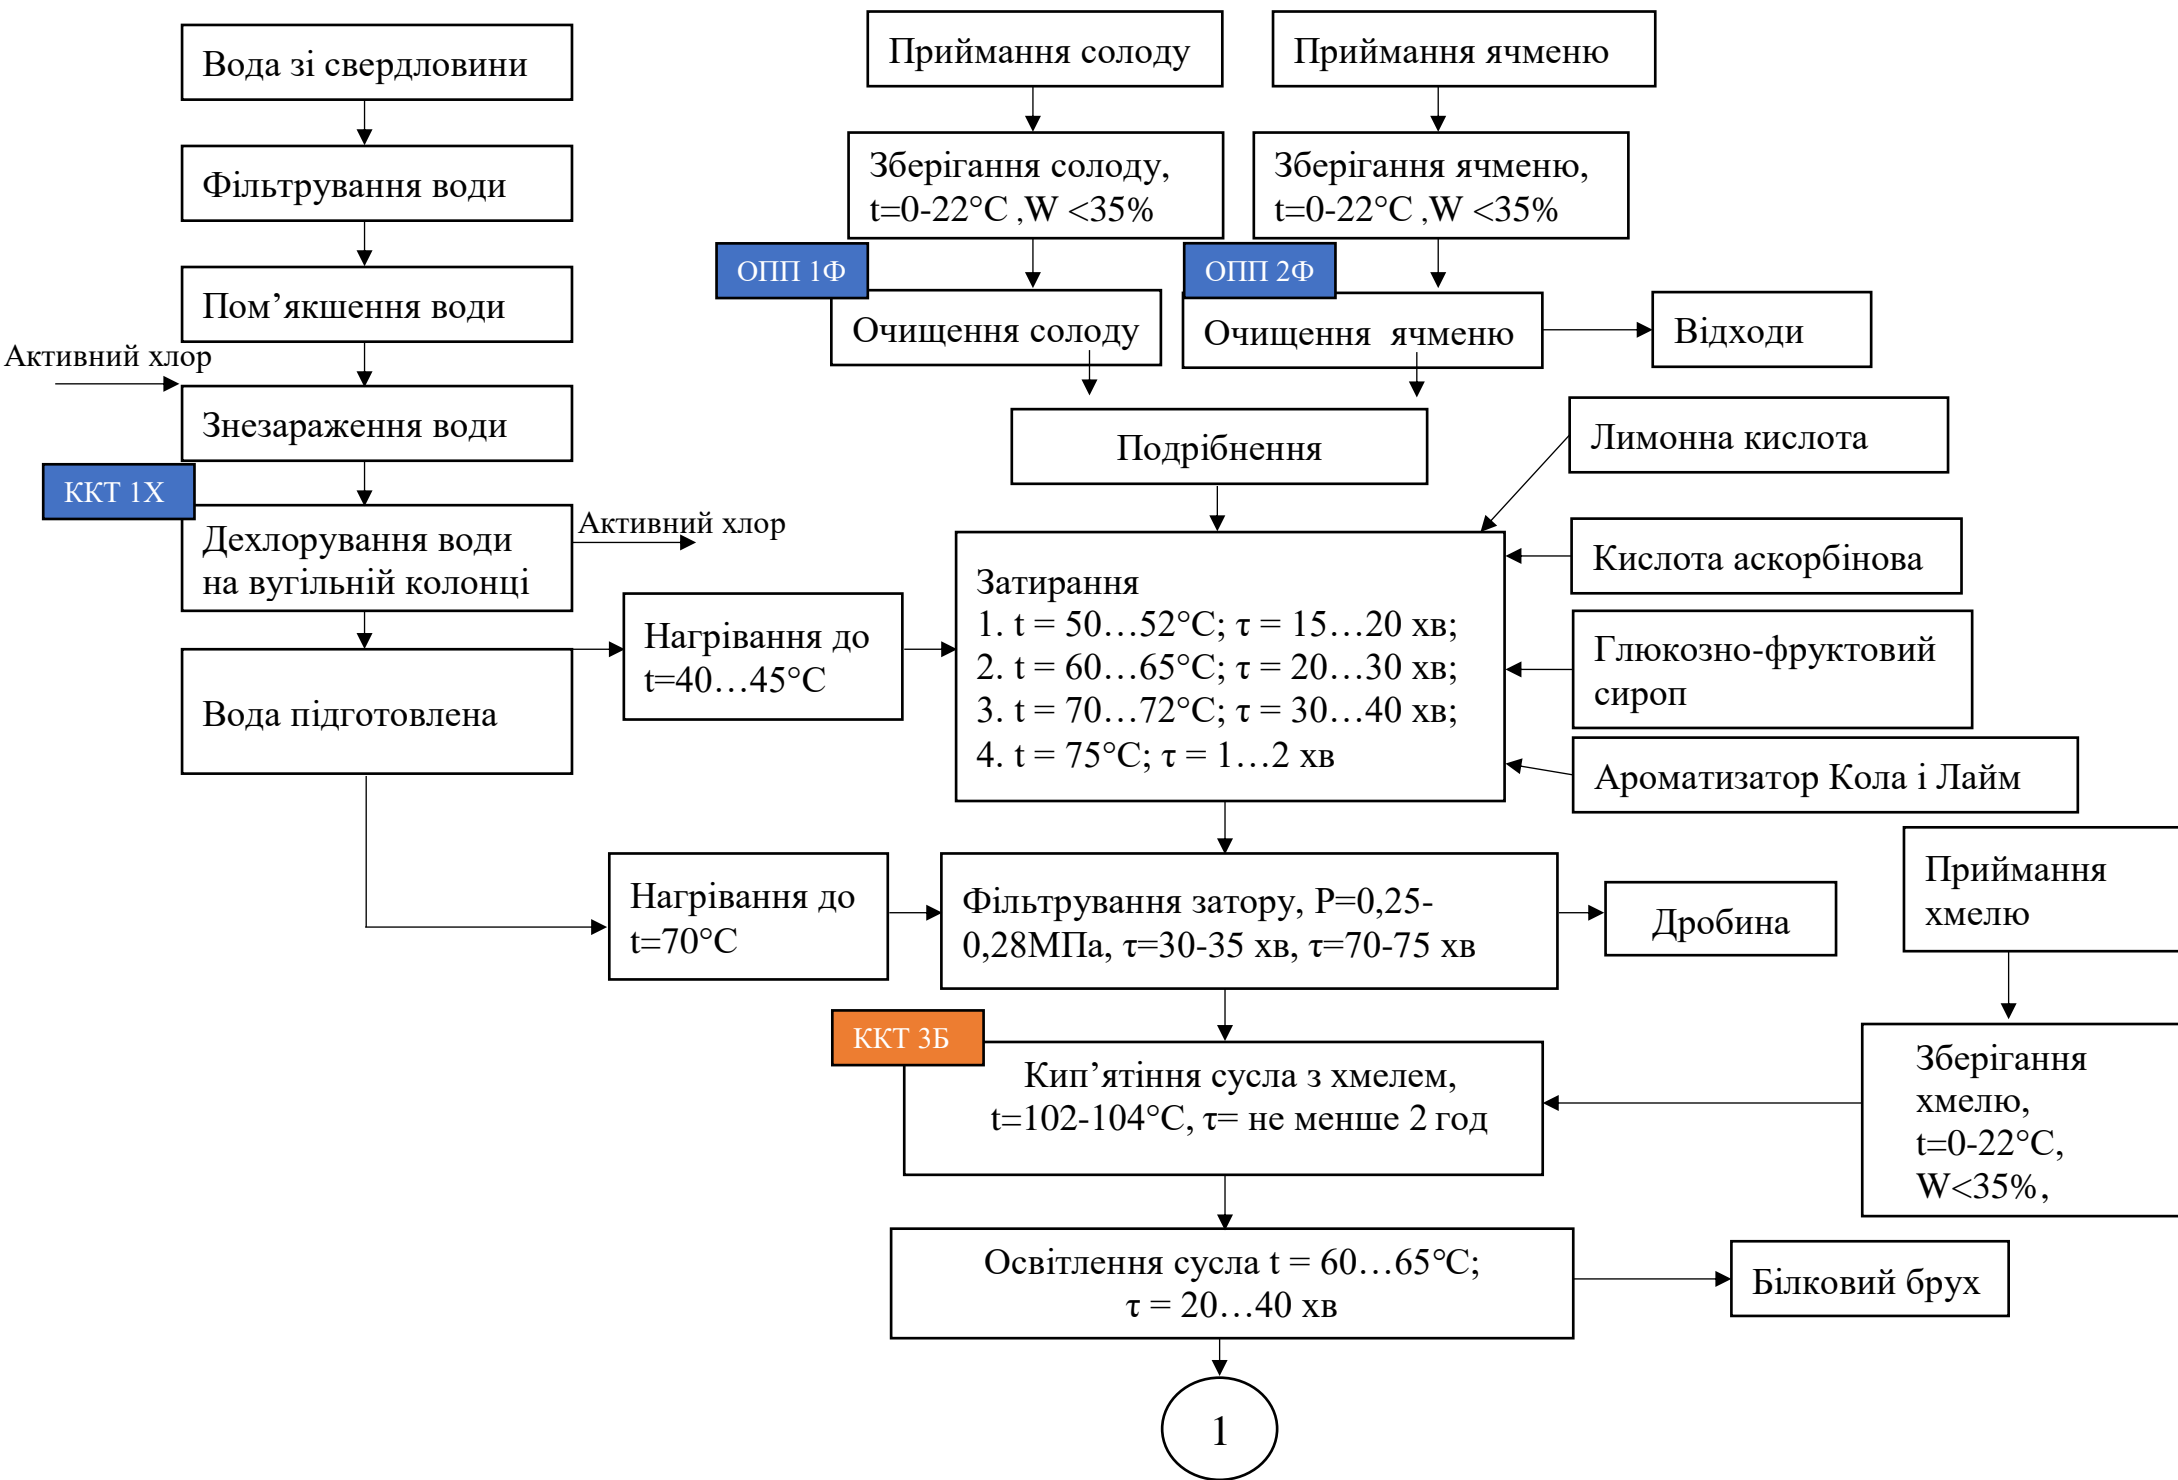 Вода зі свердловини
Фільтрування води
Пом’якшення води
Активний хлор
Знезараження води
ККТ 1Х
Дехлорування води
на вугільній колонці
Активний хлор
Вода підготовлена
Нагрівання до
t=40…45°С
Нагрівання до
t=70°С
Приймання солоду
Зберігання солоду,
t=0-22°С ,W <35%
ОПП 1Ф
Очищення солоду
Приймання ячменю
Зберігання ячменю,
t=0-22°С ,W <35%
ОПП 2Ф
Очищення ячменю
Відходи
Подрібнення
Лимонна кислота
Кислота аскорбінова
Глюкозно-фруктовий
сироп
Ароматизатор Кола і Лайм
Затирання
1. t = 50…52°С; τ = 15…20 хв;
2. t = 60…65°С; τ = 20…30 хв;
3. t = 70…72°С; τ = 30…40 хв;
4. t = 75°С; τ = 1…2 хв
Фільтрування затору, Р=0,25-
0,28МПа, τ=30-35 хв, τ=70-75 хв
Дробина
Приймання
хмелю
Зберігання
хмелю,
t=0-22°С,
W<35%,
ККТ 3Б
Кип’ятіння сусла з хмелем,
t=102-104°С, τ= не менше 2 год
Освітлення сусла t = 60…65°С;
τ = 20…40 хв
Білковий брух
1